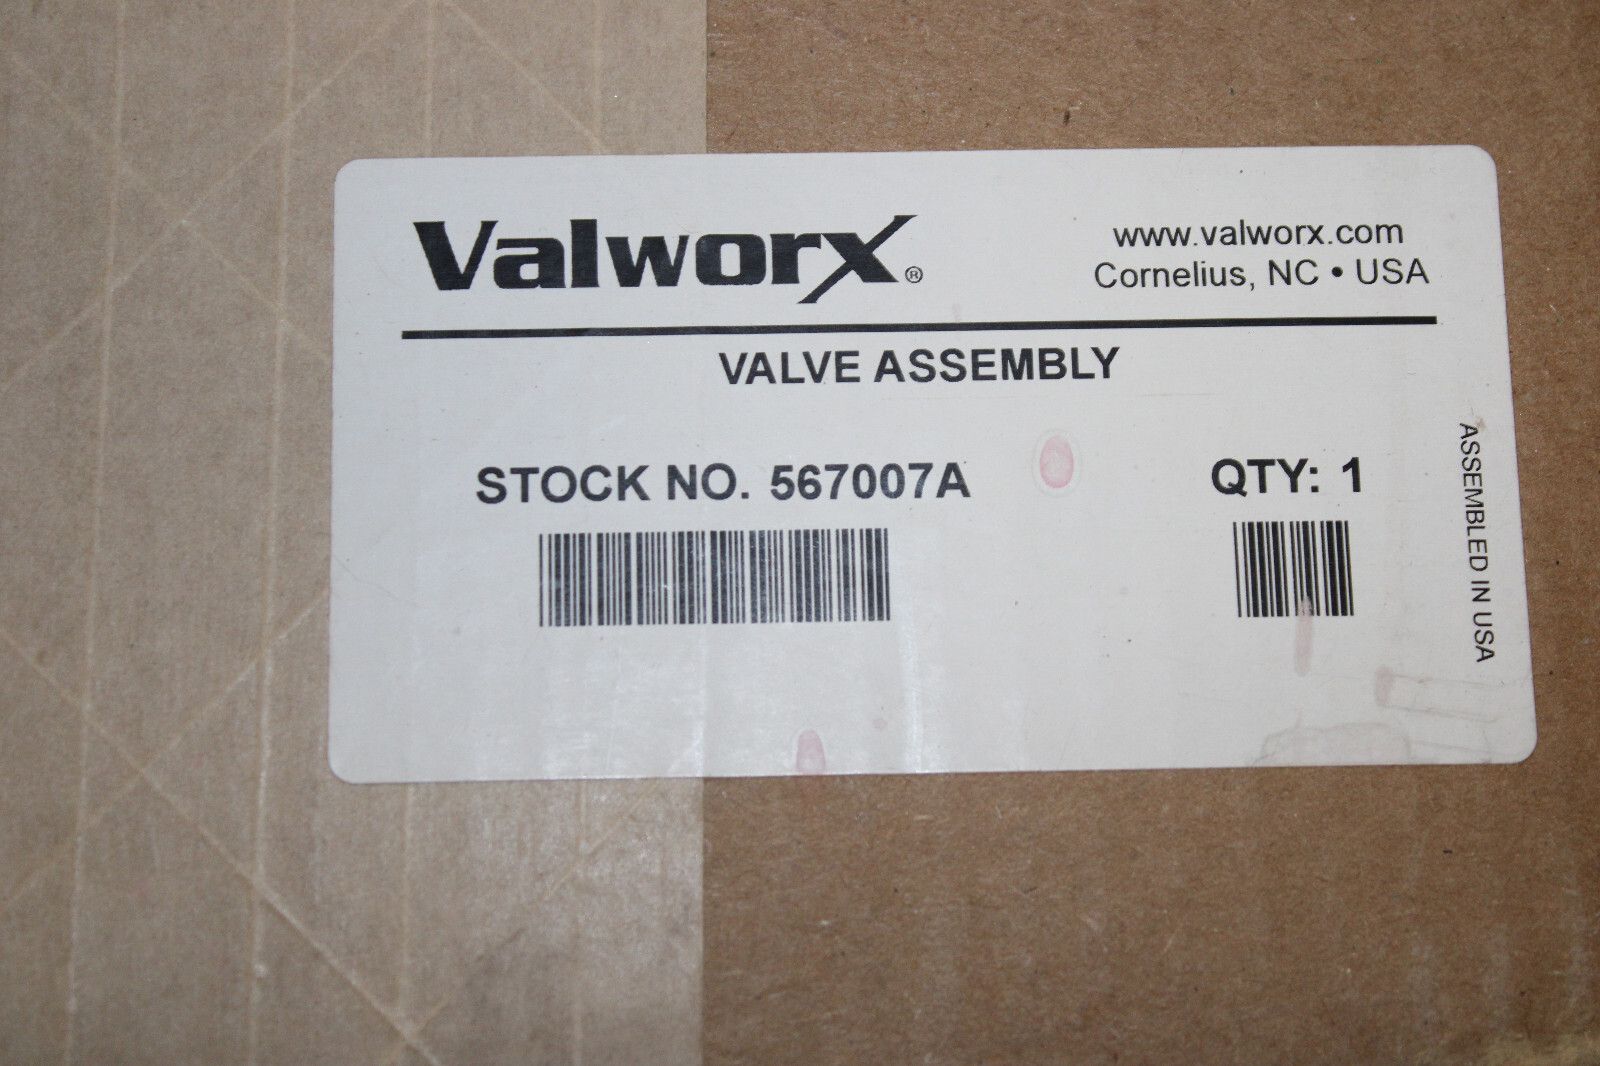 Valworx®
www.valworx.com
Cornelius, NC • USA
VALVE ASSEMBLY
STOCK NO. 567007A
QTY: 1
ASSEMBLED IN USA